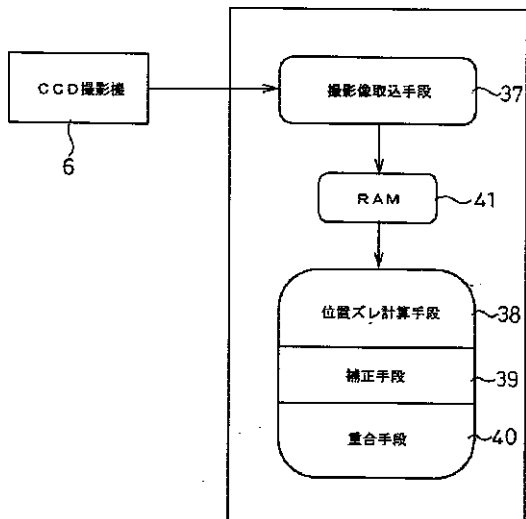 CCD撮影機
6
撮影像取込手段
37
RAM
41
位置ズレ計算手段
38
補正手段
39
重合手段
40